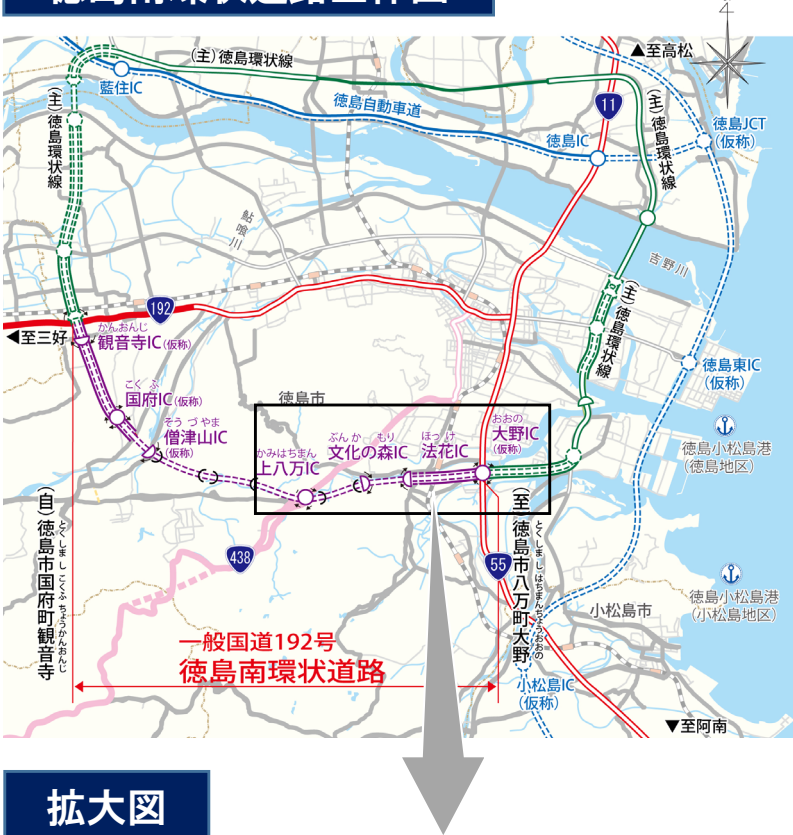 徳島南環状道路全体図
4
▲至高松
(主)徳島環状線
藍住IC
徳島自動車道
11
(主)徳島環状線
(主)徳島環状線
徳島IC
徳島JCT
(仮称)
鮎喰川
吉野川
192
(主)徳島環状線
◀至三好
かんおんじ
観音寺IC(仮称)
徳島東IC
(仮称)
こく ふ
国府IC(仮称)
徳島市
そう づ やま
僧津山IC
(仮称)
かみはちまん
上八万IC
ぶん か もり
文化の森IC
ほっ け
法花IC
おおの
大野IC
(仮称)
徳島小松島港
(徳島地区)
(自)徳島市国府町観音寺
とくしま し こくふ ちょうかんおんじ
(至)徳島市八万町大野
とくしま し はちまんちょうおおの
438
55
徳島小松島港
(小松島地区)
小松島市
一般国道192号
徳島南環状道路
小松島IC
(仮称)
▼至阿南
拡大図